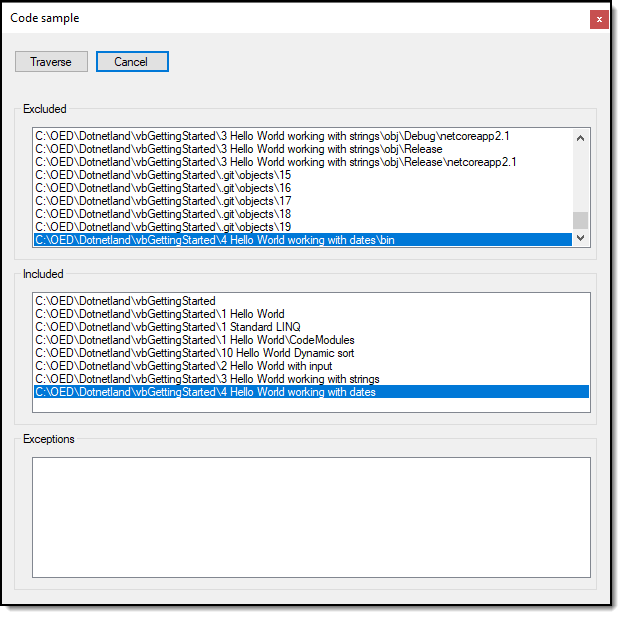 Code sample
x
Traverse
Cancel
Excluded
C:\OED\Dotnetland\vbGettingStarted\3 Hello World working with strings\obj\Debug\netcoreapp2.1
C:\OED\Dotnetland\vbGettingStarted\3 Hello World working with strings\obj\Release
C:\OED\Dotnetland\vbGettingStarted\3 Hello World working with strings\obj\Release\netcoreapp2.1
C:\OED\Dotnetland\vbGettingStarted\.git\objects\15
C:\OED\Dotnetland\vbGettingStarted\.git\objects\16
C:\OED\Dotnetland\vbGettingStarted\.git\objects\17
C:\OED\Dotnetland\vbGettingStarted\.git\objects\18
C:\OED\Dotnetland\vbGettingStarted\.git\objects\19
C:\OED\Dotnetland\vbGettingStarted\4 Hello World working with dates\bin
Included
C:\OED\Dotnetland\vbGettingStarted
C:\OED\Dotnetland\vbGettingStarted\1 Hello World
C:\OED\Dotnetland\vbGettingStarted\1 Standard LINQ
C:\OED\Dotnetland\vbGettingStarted\1 Hello World\CodeModules
C:\OED\Dotnetland\vbGettingStarted\10 Hello World Dynamic sort
C:\OED\Dotnetland\vbGettingStarted\2 Hello World with input
C:\OED\Dotnetland\vbGettingStarted\3 Hello World working with strings
C:\OED\Dotnetland\vbGettingStarted\4 Hello World working with dates
Exceptions